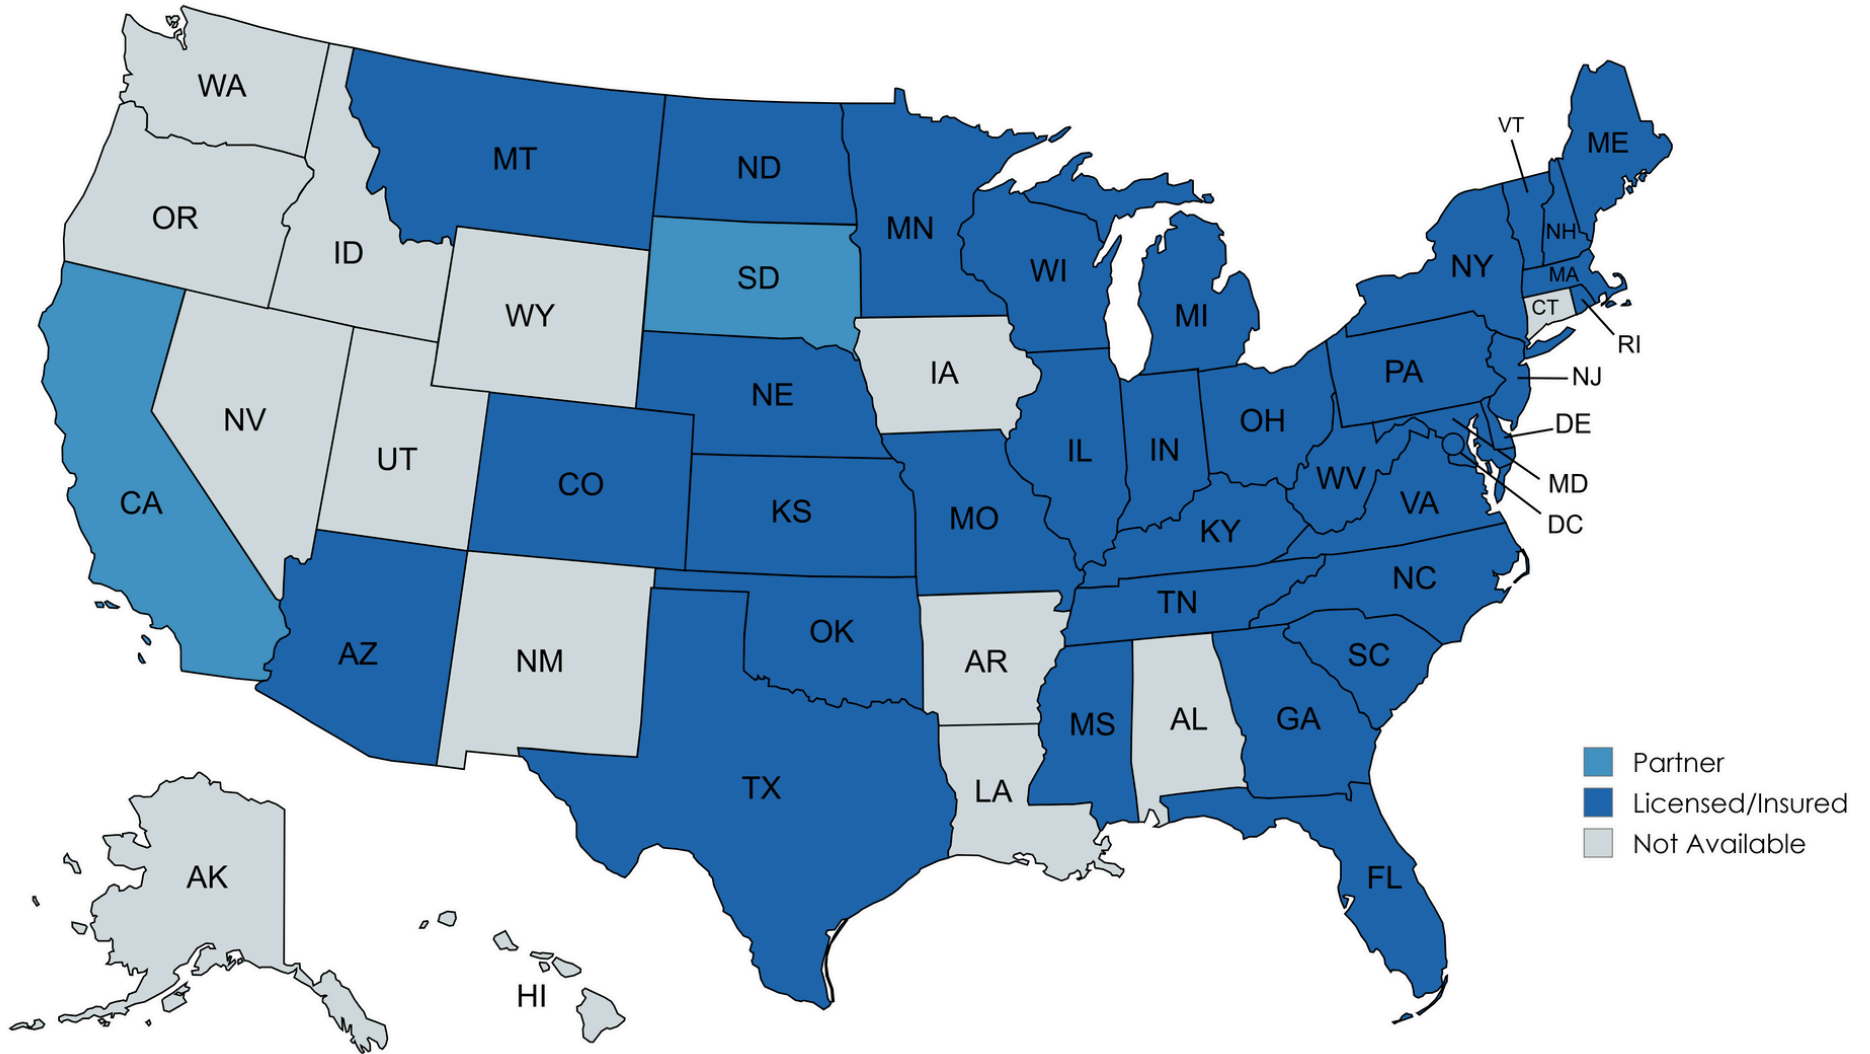 WA
MT
ND
MN
VT
ME
OR
ID
WY
SD
WI
MI
NY
NH
MA
CT
RI
NV
UT
CO
NE
IA
IL
IN
OH
PA
NJ
DE
MD
DC
CA
AZ
NM
KS
MO
KY
WV
VA
OK
AR
TN
NC
SC
TX
LA
MS
AL
GA
FL
AK
HI
Partner
Licensed/Insured
Not Available